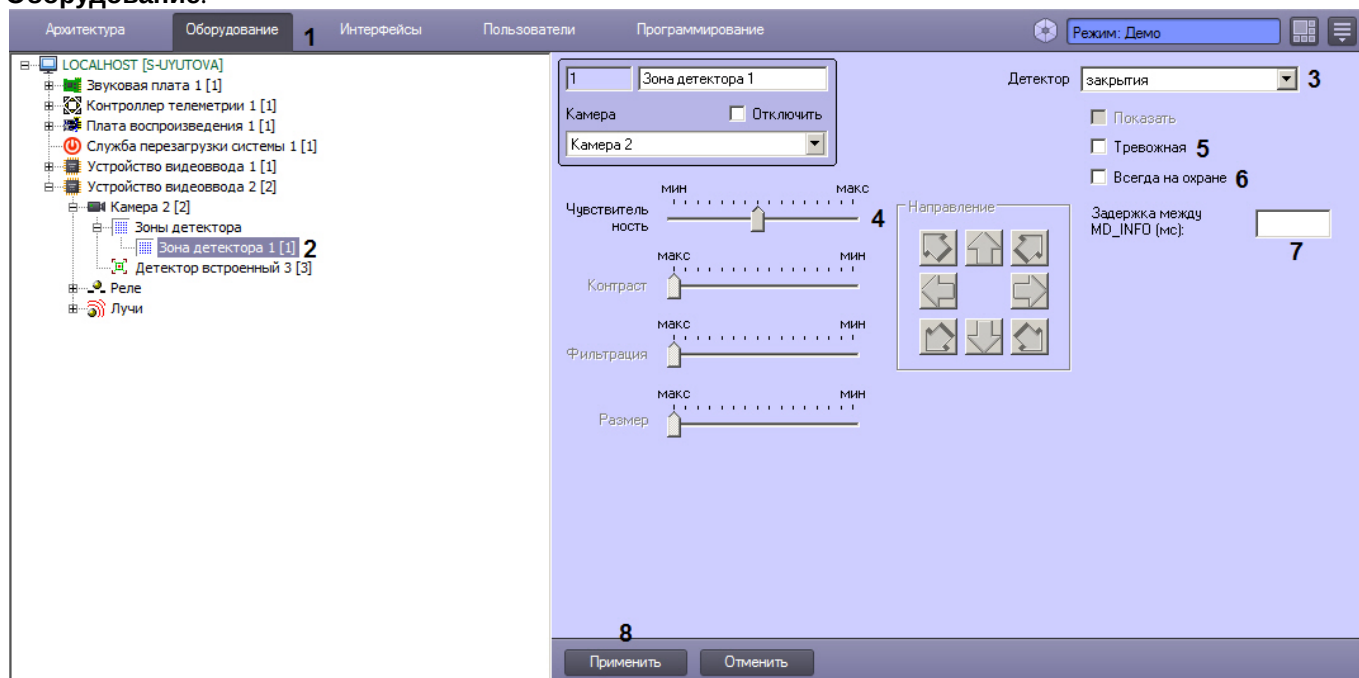 Оборудование.
Архитектура Оборудование 1 Интерфейсы Пользователи Программирование Режим: Демо
LOCALHOST [S-UYUTOVA]
Звуковая плата 1 [1]
Контроллер телеметрии 1 [1]
Плата воспроизведения 1 [1]
Служба перезагрузки системы 1 [1]
Устройство видеоввода 1 [1]
Устройство видеоввода 2 [2]
Камера 2 [2]
Зоны детектора
Зона детектора 1 [1] 2
Детектор встроенный 3 [3]
Реле
Лучи
1 Зона детектора 1
Камера Отключить
Камера 2
мин макс
Чувствитель
ность
4
макс мин
Контраст
макс мин
Фильтрация
макс мин
Размер
Направление
Детектор закрытия 3
Показать
Тревожная 5
Всегда на охране 6
Задержка между
MD_INFO (мс):
7
8
Применить Отменить